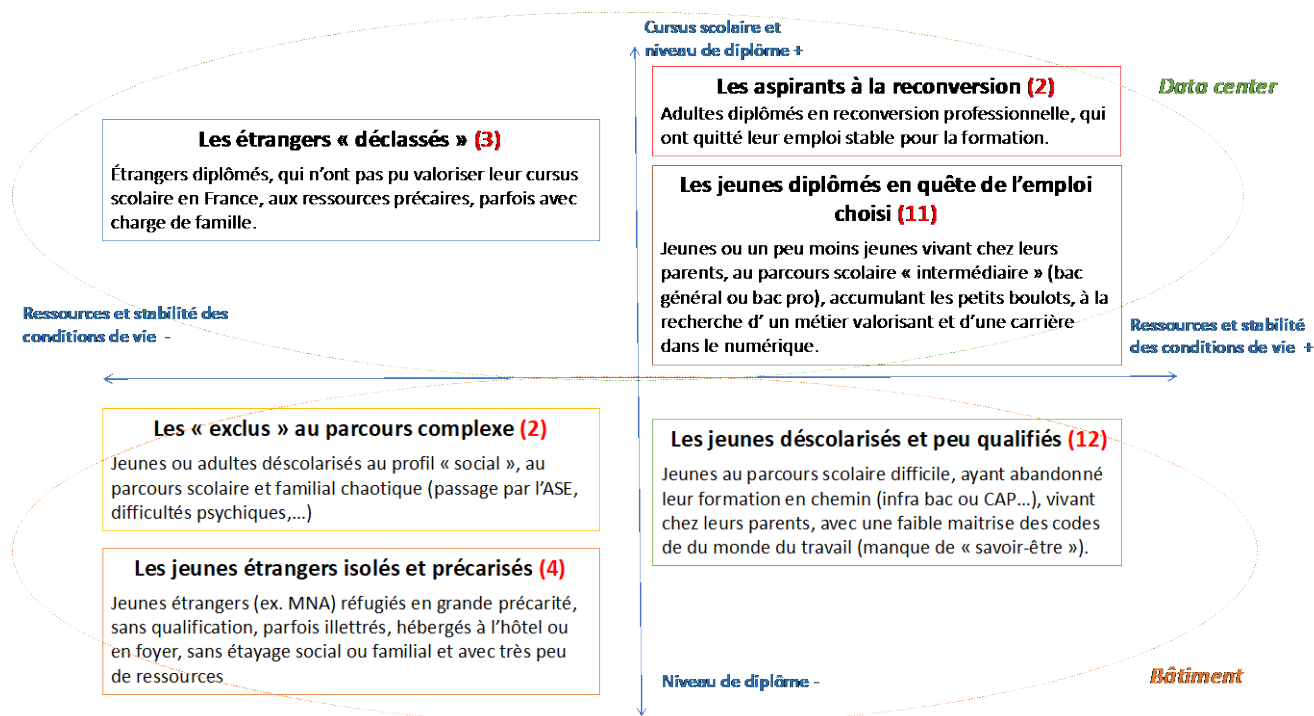 Cursus scolaire et
niveau de diplôme +
Les aspirants à la reconversion (2)
Adultes diplômés en reconversion professionnelle, qui
ont quitté leur emploi stable pour la formation.
Data center
Les étrangers « déclassés » (3)
Étrangers diplômés, qui n'ont pas pu valoriser leur cursus
scolaire en France, aux ressources précaires, parfois avec
charge de famille.
Les jeunes diplômés en quête de l'emploi
choisi (11)
Jeunes ou un peu moins jeunes vivant chez leurs
parents, au parcours scolaire « intermédiaire » (bac
général ou bac pro), accumulant les petits boulots, à la
recherche d' un métier valorisant et d'une carrière
dans le numérique.
Ressources et stabilité des
conditions de vie -
Ressources et stabilité
des conditions de vie +
Les « exclus » au parcours complexe (2)
Jeunes ou adultes déscolarisés au profil « social », au
parcours scolaire et familial chaotique (passage par l'ASE,
difficultés psychiques,...)
Les jeunes déscolarisés et peu qualifiés (12)
Jeunes au parcours scolaire difficile, ayant abandonné
leur formation en chemin (infra bac ou CAP...), vivant
chez leurs parents, avec une faible maitrise des codes
de du monde du travail (manque de « savoir-être »).
Les jeunes étrangers isolés et précarisés (4)
Jeunes étrangers (ex. MNA) réfugiés en grande précarité,
sans qualification, parfois illettrés, hébergés à l'hôtel ou
en foyer, sans étayage social ou familial et avec très peu
de ressources
Niveau de diplôme -
Bâtiment